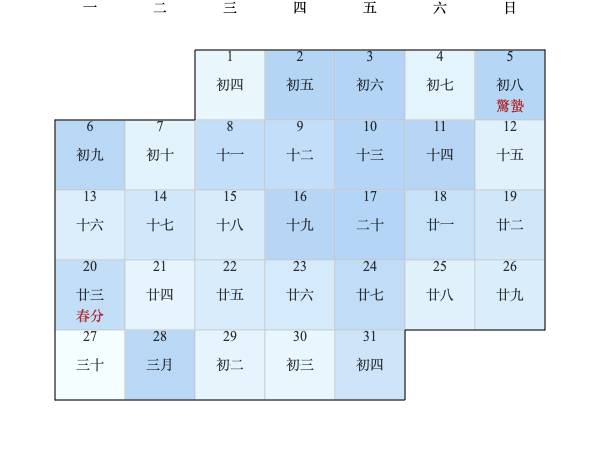 一 二 三 四 五 六 日
1 2 3 4 5
初四 初五 初六 初七 初八
驚蟄
6 7 8 9 10 11 12
初九 初十 十一 十二 十三 十四 十五
13 14 15 16 17 18 19
十六 十七 十八 十九 二十 廿一 廿二
20 21 22 23 24 25 26
廿三 廿四 廿五 廿六 廿七 廿八 廿九
春分
27 28 29 30 31
三十 三月 初二 初三 初四